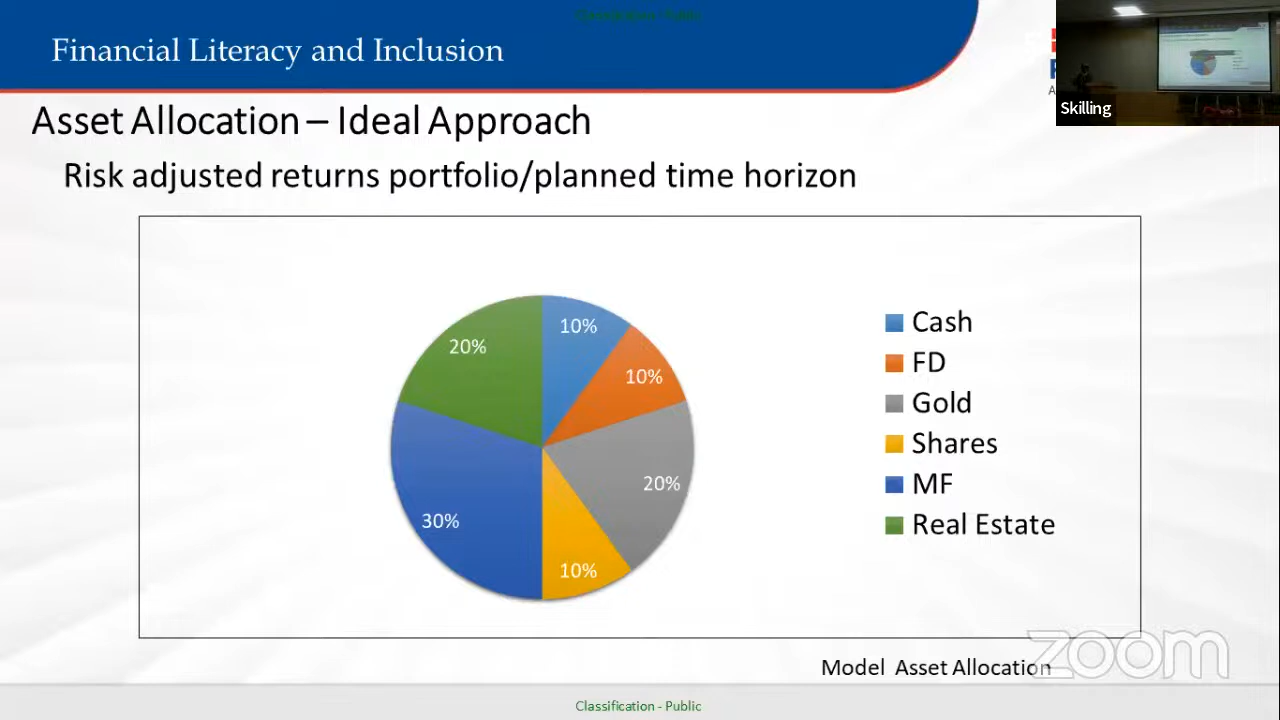 Classification - Public
Financial Literacy and Inclusion
Skilling
Asset Allocation – Ideal Approach
Risk adjusted returns portfolio/planned time horizon
10%
10%
20%
10%
30%
20%
Cash
FD
Gold
Shares
MF
Real Estate
Model Asset Allocation
zoom
Classification - Public